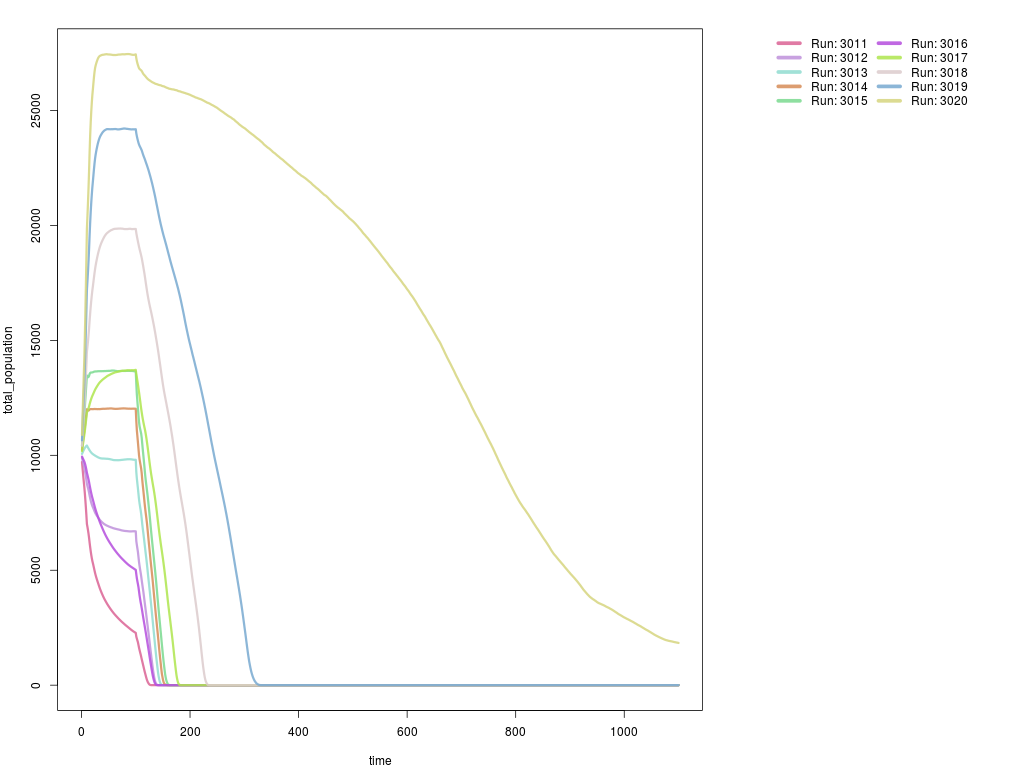 Run: 3011 Run: 3016
Run: 3012 Run: 3017
Run: 3013 Run: 3018
Run: 3014 Run: 3019
Run: 3015 Run: 3020
25000
20000
15000
10000
5000
0
total_population
0 200 400 600 800 1000
time